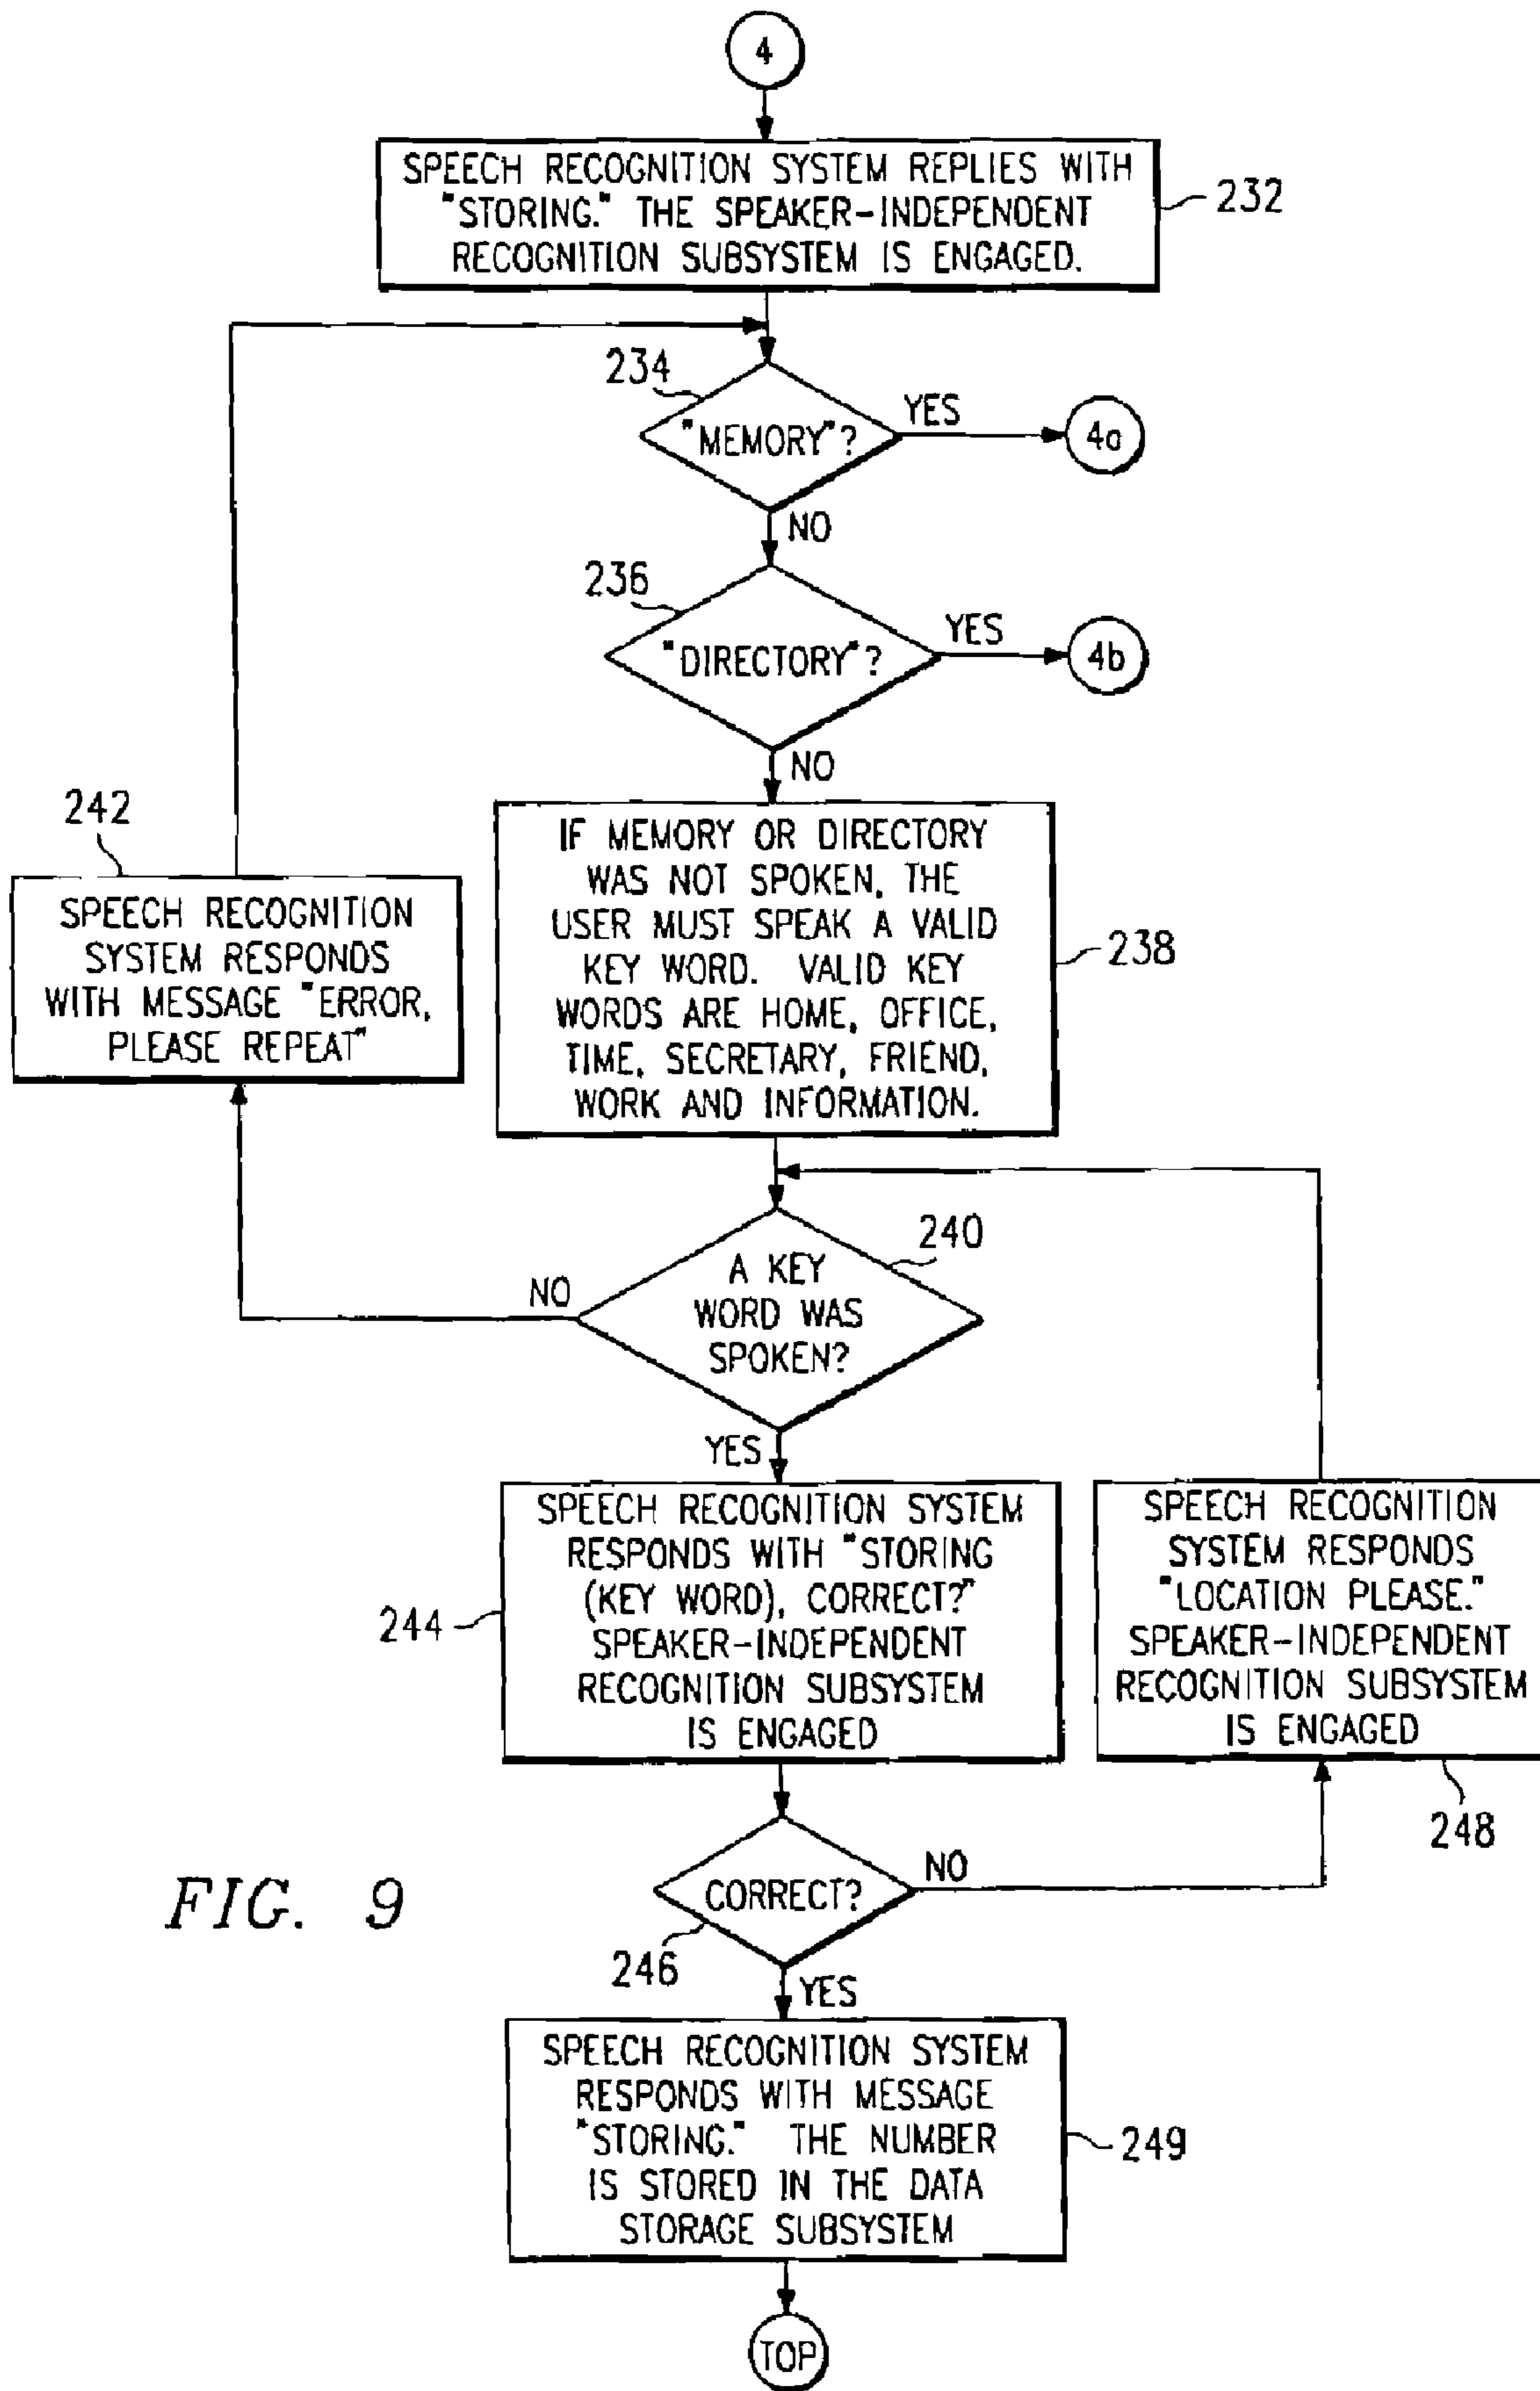 4
SPEECH RECOGNITION SYSTEM REPLIES WITH
"STORING." THE SPEAKER-INDEPENDENT
RECOGNITION SUBSYSTEM IS ENGAGED.
232
234
"MEMORY"?
YES
4a
NO
236
"DIRECTORY"?
YES
4b
NO
242
SPEECH RECOGNITION
SYSTEM RESPONDS
WITH MESSAGE "ERROR,
PLEASE REPEAT"
IF MEMORY OR DIRECTORY
WAS NOT SPOKEN, THE
USER MUST SPEAK A VALID
KEY WORD. VALID KEY
WORDS ARE HOME, OFFICE,
TIME, SECRETARY, FRIEND,
WORK AND INFORMATION.
238
240
A KEY
WORD WAS
SPOKEN?
NO
YES
SPEECH RECOGNITION SYSTEM
RESPONDS WITH "STORING
(KEY WORD), CORRECT?"
SPEAKER-INDEPENDENT
RECOGNITION SUBSYSTEM
IS ENGAGED
244
SPEECH RECOGNITION
SYSTEM RESPONDS
"LOCATION PLEASE."
SPEAKER-INDEPENDENT
RECOGNITION SUBSYSTEM
IS ENGAGED
248
CORRECT?
NO
246
YES
FIG. 9
SPEECH RECOGNITION SYSTEM
RESPONDS WITH MESSAGE
"STORING." THE NUMBER
IS STORED IN THE DATA
STORAGE SUBSYSTEM
249
TOP